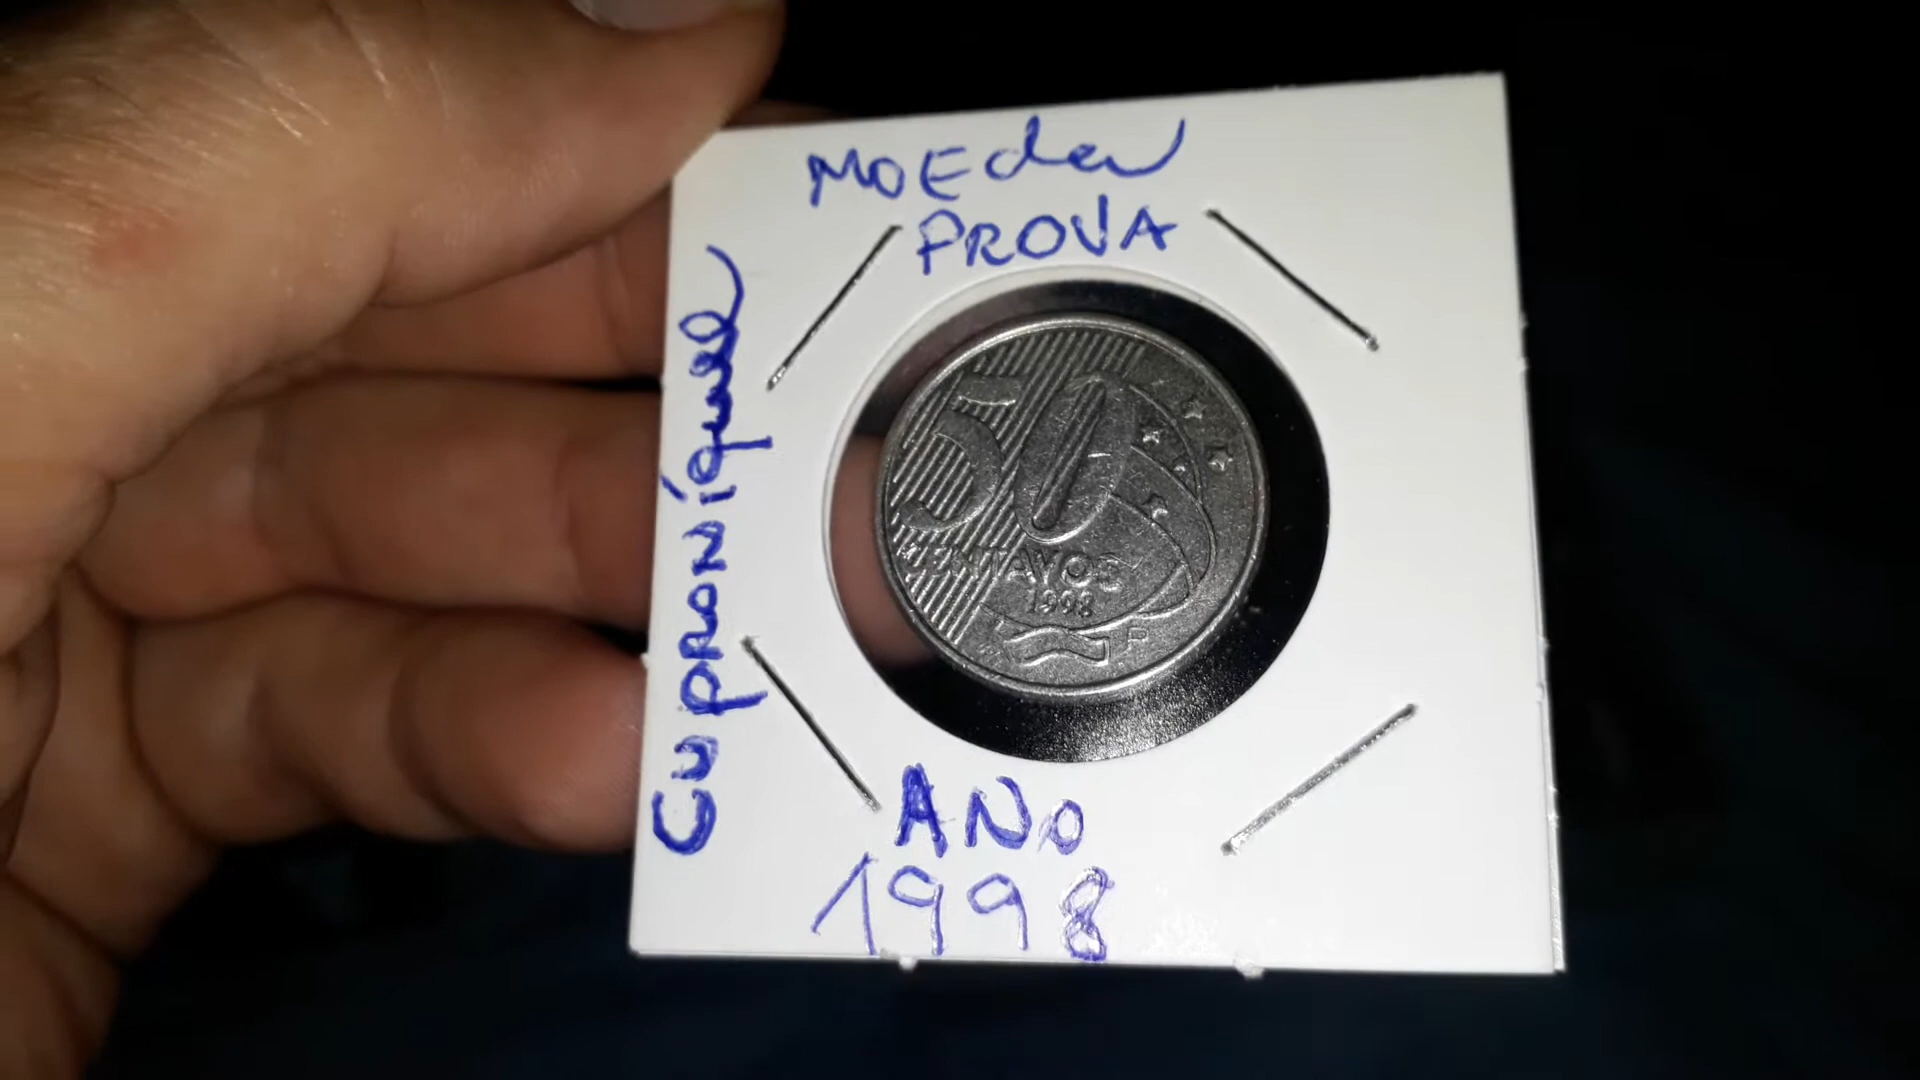 MOEda
PROVA
Cuproníquel
50
CENTAVOS
1998
P
ANO
1998